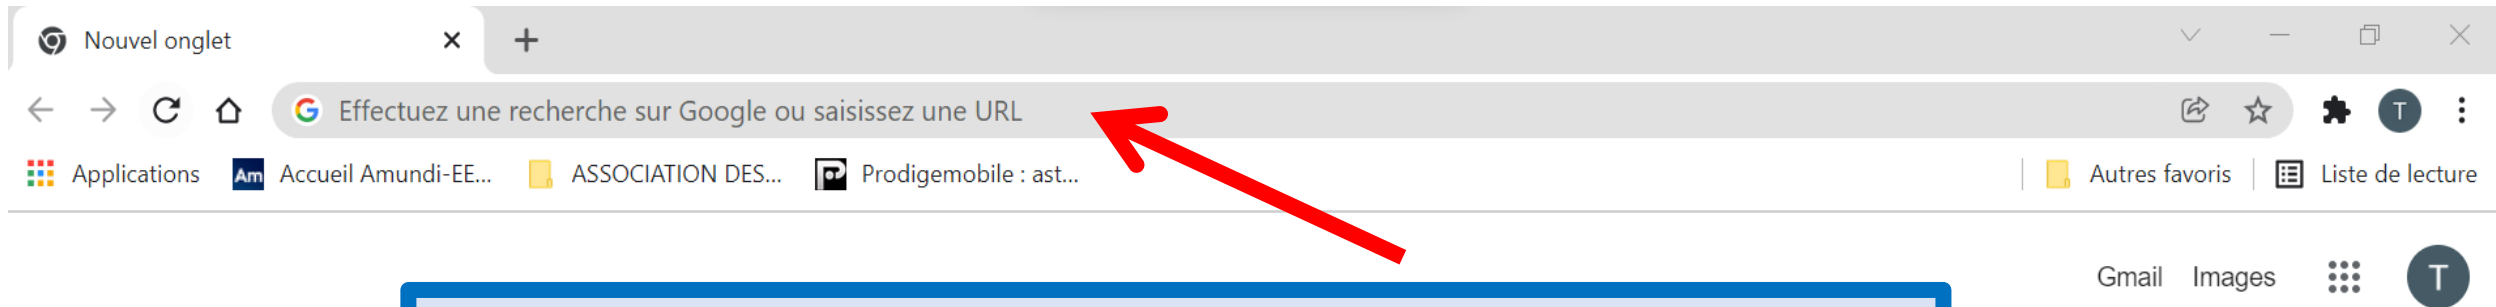 Nouvel onglet
Effectuez une recherche sur Google ou saisissez une URL T
Applications Am Accueil Amundi-EE... ASSOCIATION DES... Prodigemobile : ast... Autres favoris Liste de lecture
Gmail Images T